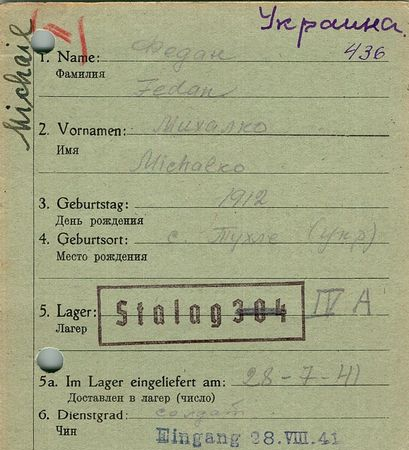 Украина.
436
Michail
1. Name: Федан
Фамилия
Fedan
2. Vornamen: Михалко
Имя
Michalko
3. Geburtstag: 1912
День рождения
4. Geburtsort: с. Тухле (укр)
Место рождения
5. Lager: Stalag 304 IV A
Лагер
5a. Im Lager eingeliefert am: 28-7-41
Доставлен в лагер (число)
6. Dienstgrad: солдат
Чин
Eingang 28.VIII.41